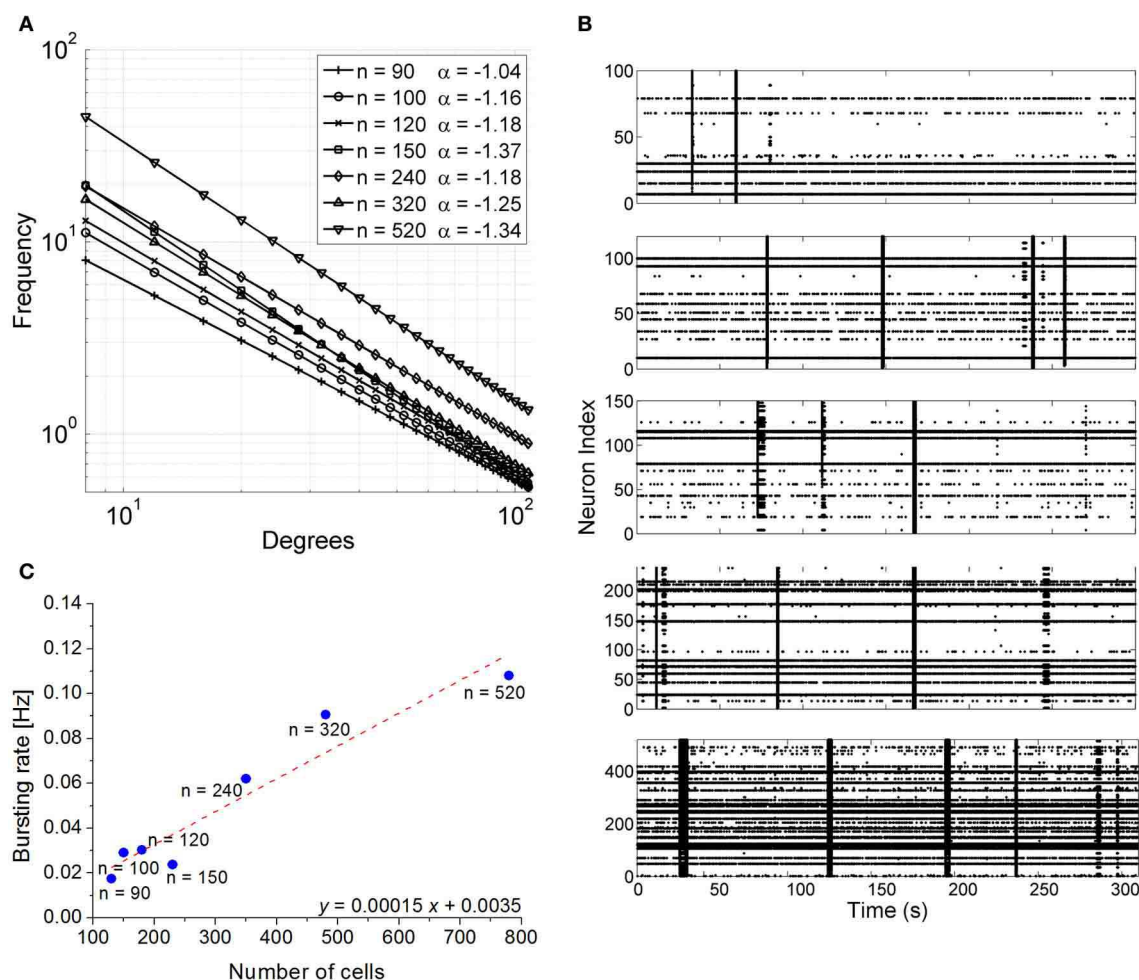 A
10²
10¹
10⁰
Frequency
n = 90 α = -1.04
n = 100 α = -1.16
n = 120 α = -1.18
n = 150 α = -1.37
n = 240 α = -1.18
n = 320 α = -1.25
n = 520 α = -1.34
10¹
10²
Degrees
B
100
50
0
100
50
0
150
100
50
0
200
150
100
50
0
400
200
0
Neuron Index
0
50
100
150
200
250
300
Time (s)
C
0.14
0.12
0.10
0.08
0.06
0.04
0.02
0.00
Bursting rate [Hz]
n = 520
n = 320
n = 240
n = 120
n = 100
n = 150
n = 90
y = 0.00015 x + 0.0035
100
200
300
400
500
600
700
800
Number of cells